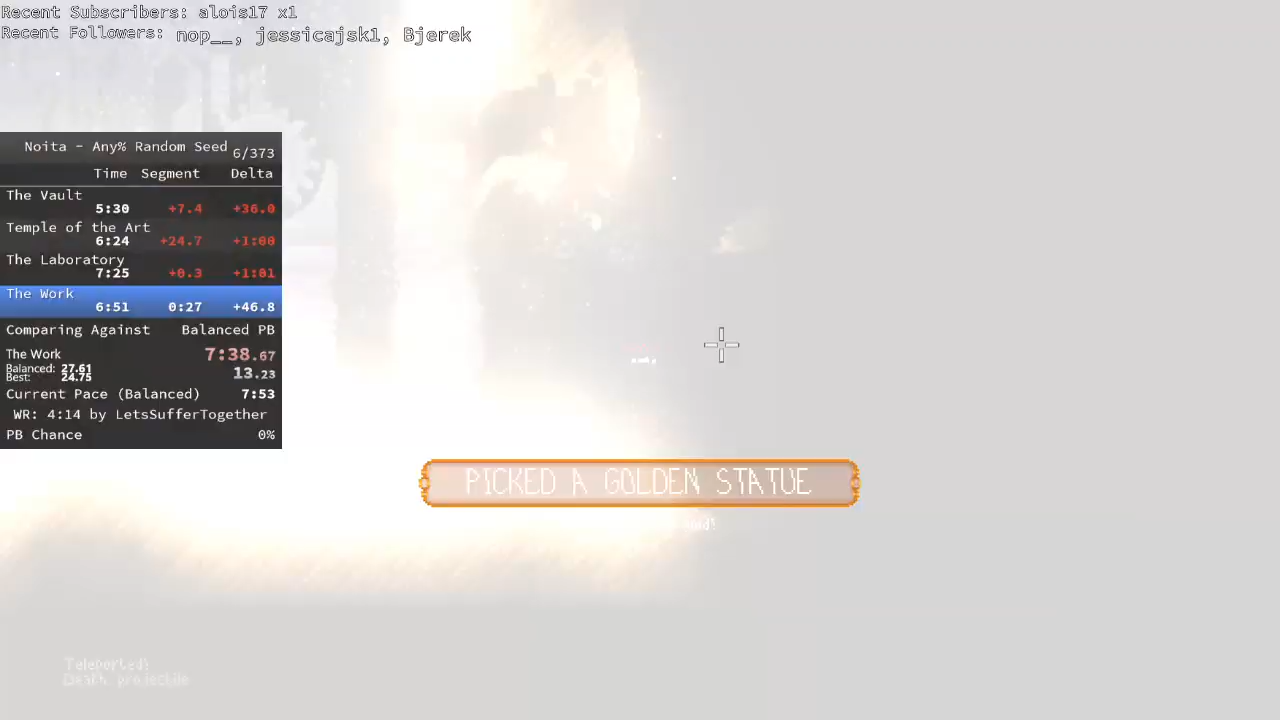 Recent Subscribers: alois17 x1
Recent Followers: nop__, jessicajsk1, Bjerek
Noita - Any% Random Seed 6/373
Time Segment Delta
The Vault
5:30 +7.4 +36.0
Temple of the Art
6:24 +24.7 +1:00
The Laboratory
7:25 +0.3 +1:01
The Work
6:51 0:27 +46.8
Comparing Against Balanced PB
The Work 7:38.67
Balanced: 27.61
Best: 24.75 13.23
Current Pace (Balanced) 7:53
WR: 4:14 by LetsSufferTogether
PB Chance 0%
PICKED A GOLDEN STATUE
Teleported!
Death, projectile